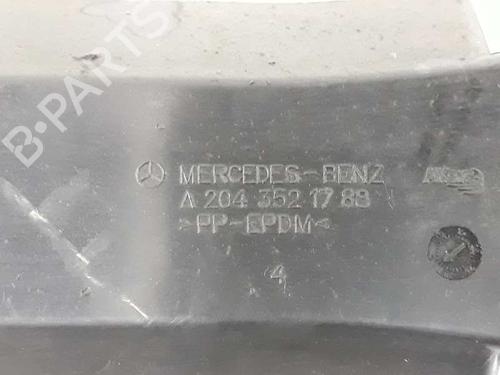 B-PARTS
MERCEDES-BENZ
A 204 352 17 88
>PP-EPDM<
4